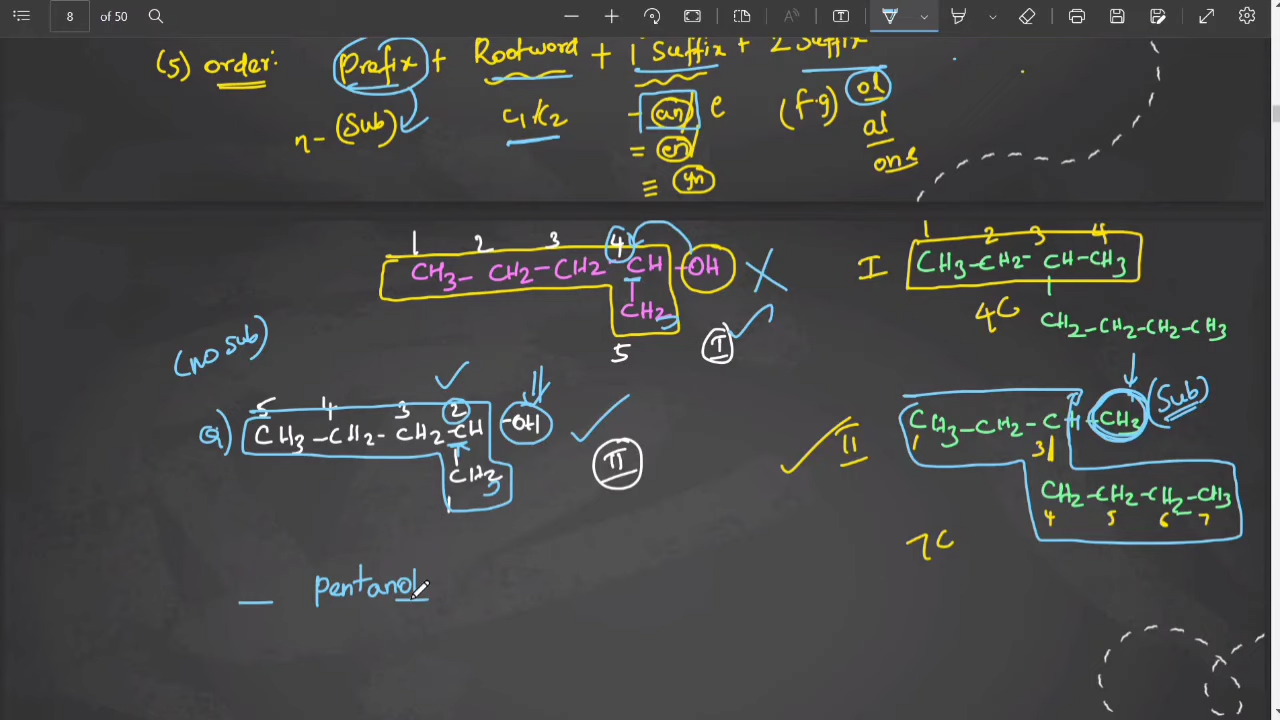 8 of 50
(5) order: Prefix + Rootword + 1° Suffix + 2° Suffix
n- (Sub) C1/C2 - an e (f.g) ol
= en al
≡ yn one
1 2 3 4
CH3 - CH2 - CH2 CH - OH
CH3
5 I
I 1 2 3 4
CH3 - CH2 - CH - CH3
4C
CH2 - CH2 - CH2 - CH3
(no sub)
5 4 3 2
Q) CH3 - CH2 - CH2 - CH - OH
CH3
1 II
(Sub)
II CH3 - CH2 - CH - CH3
1 3
CH2 - CH2 - CH2 - CH3
4 5 6 7
7C
_ pentanol